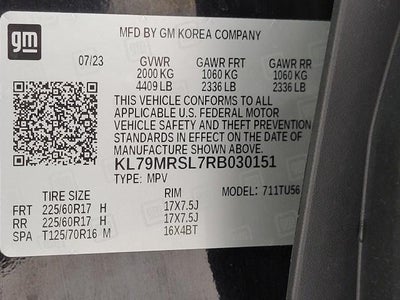 gm
MFD BY GM KOREA COMPANY
07/23 GVWR GAWR FRT GAWR RR
2000 KG 1060 KG 1060 KG
4409 LB 2336 LB 2336 LB
THIS VEHICLE CONFORMS TO ALL
APPLICABLE U.S. FEDERAL MOTOR
VEHICLE SAFETY AND THEFT PREVENTION
STANDARDS IN EFFECT ON THE DATE OF
MANUFACTURE SHOWN ABOVE.
KL79MRSL7RB030151
TYPE: MPV MODEL: 711TU56
TIRE SIZE RIM
FRT 225/60R17 H 17X7.5J
RR 225/60R17 H 17X7.5J
SPA T125/70R16 M 16X4BT